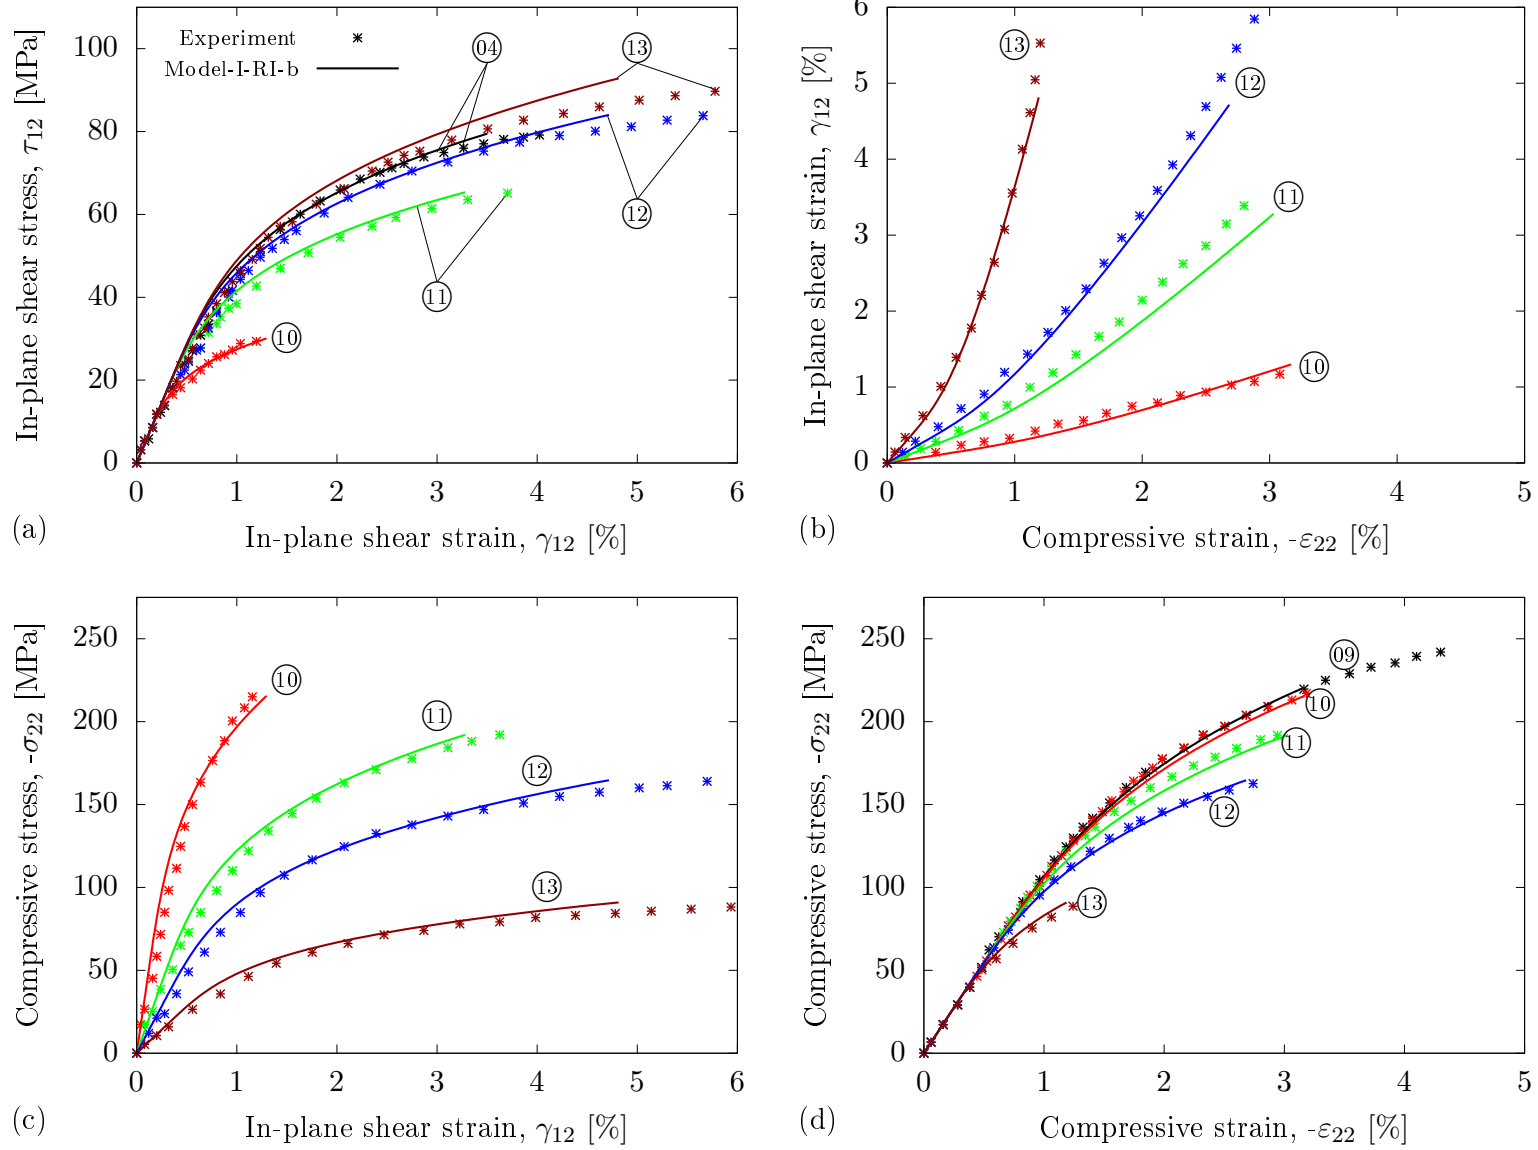 100
80
60
40
20
0
In-plane shear stress, τ12 [MPa]
Experiment
Model-I-RI-b
04
13
12
11
10
0 1 2 3 4 5 6
(a)
In-plane shear strain, γ12 [%]
6
5
4
3
2
1
0
In-plane shear strain, γ12 [%]
13
12
11
10
0 1 2 3 4 5
(b)
Compressive strain, -ε22 [%]
250
200
150
100
50
0
Compressive stress, -σ22 [MPa]
10
11
12
13
0 1 2 3 4 5 6
(c)
In-plane shear strain, γ12 [%]
250
200
150
100
50
0
Compressive stress, -σ22 [MPa]
09
10
11
12
13
0 1 2 3 4 5
(d)
Compressive strain, -ε22 [%]